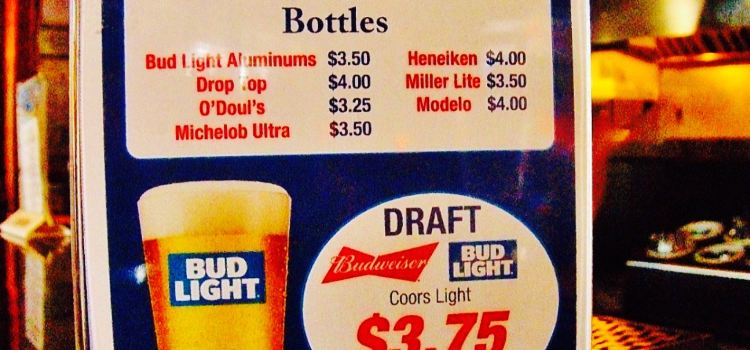 Bottles
Bud Light Aluminums $3.50
Drop Top $4.00
O'Doul's $3.25
Michelob Ultra $3.50
Heneiken $4.00
Miller Lite $3.50
Modelo $4.00
BUD
LIGHT
DRAFT
Budweiser
BUD
LIGHT
Coors Light
$3.75